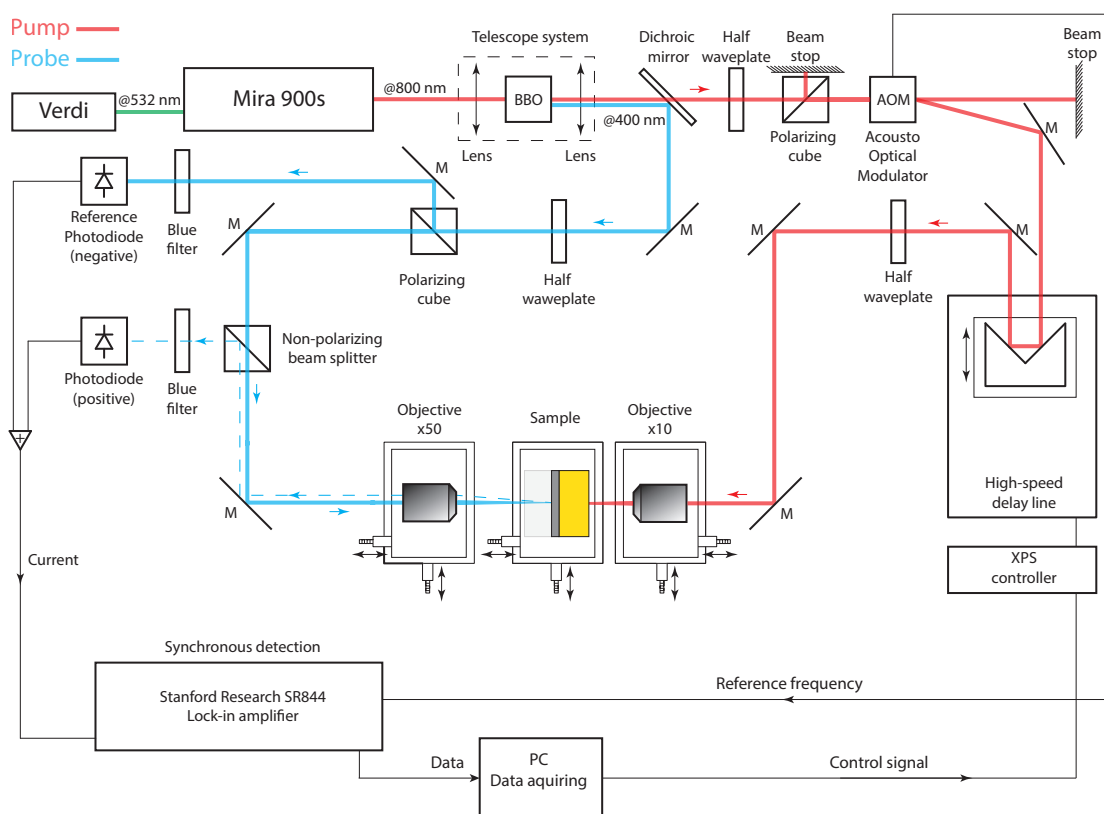 Pump
Probe
Verdi
@532 nm
Mira 900s
@800 nm
Telescope system
BBO
Lens
Lens
@400 nm
Dichroic
mirror
Half
waweplate
Beam
stop
Polarizing
cube
AOM
Acousto
Optical
Modulator
Beam
stop
M
Reference
Photodiode
(negative)
Blue
filter
M
M
Polarizing
cube
Half
waweplate
M
M
Half
waweplate
M
Photodiode
(positive)
Blue
filter
Non-polarizing
beam splitter
Objective
x50
Sample
Objective
x10
M
M
High-speed
delay line
XPS
controller
+
Current
Synchronous detection
Stanford Research SR844
Lock-in amplifier
Reference frequency
Data
PC
Data aquiring
Control signal